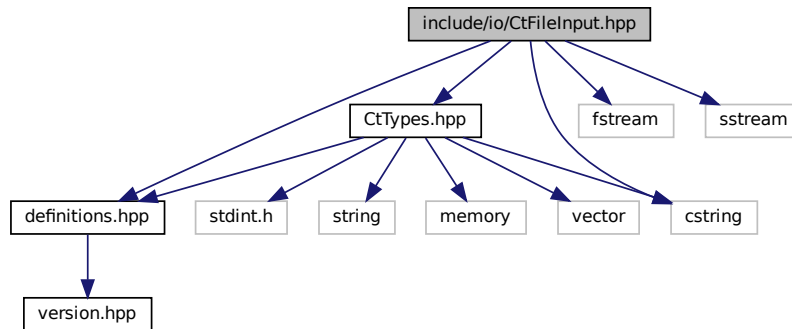 include/io/CtFileInput.hpp
CtTypes.hpp
fstream
sstream
definitions.hpp
stdint.h
string
memory
vector
cstring
version.hpp